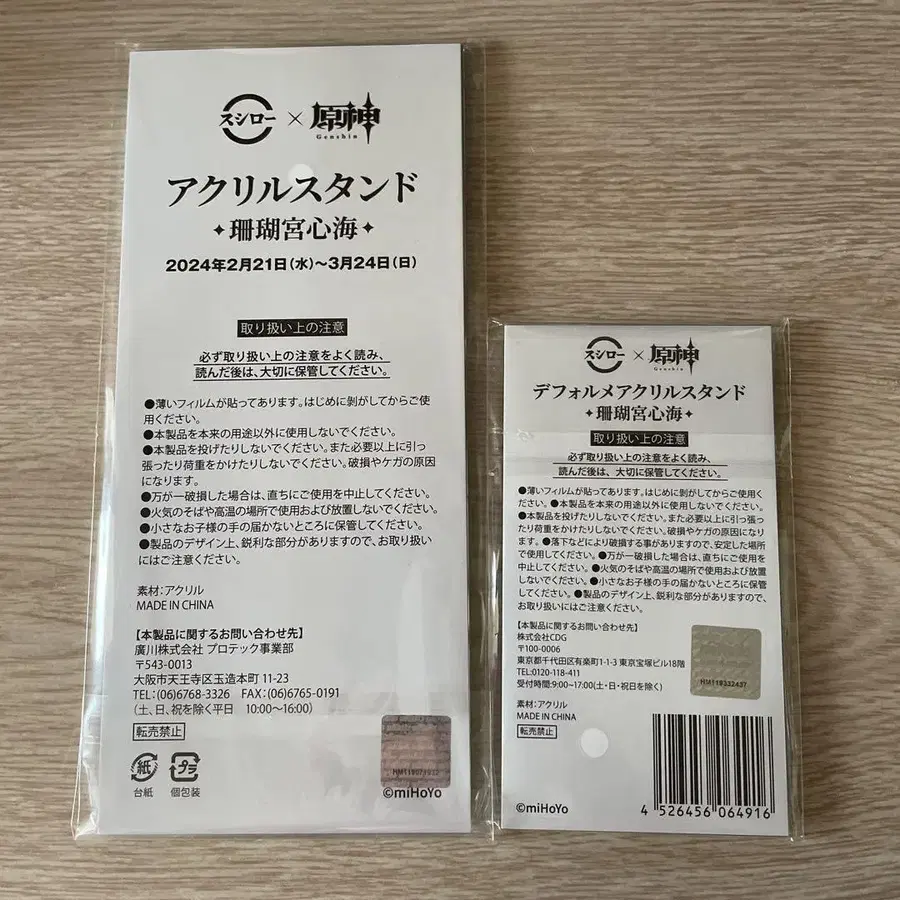 スシロー × 原神
Genshin
アクリルスタンド
✦珊瑚宮心海✦
2024年2月21日(水)~3月24日(日)
取り扱い上の注意
必ず取り扱い上の注意をよく読み、
読んだ後は、大切に保管してください。
●薄いフィルムが貼ってあります。はじめに剥がしてからご使
用ください。
●本製品を本来の用途以外に使用しないでください。
●本製品を投げたりしないでください。また必要以上に引っ
張ったり荷重をかけたりしないでください。破損やケガの原因
になります。
●万が一破損した場合は、直ちにご使用を中止してください。
●火気のそばや高温の場所で使用および放置しないでください。
●小さなお子様の手の届かないところに保管してください。
●製品のデザイン上、鋭利な部分がありますので、お取り扱い
にはご注意ください。
素材:アクリル
MADE IN CHINA
【本製品に関するお問い合わせ先】
廣川株式会社 プロテック事業部
〒543-0013
大阪市天王寺区玉造本町 11-23
TEL:(06)6768-3326 FAX:(06)6765-0191
(土、日、祝を除く平日 10:00~16:00)
転売禁止
紙 プラ
台紙 個包装
©miHoYo
スシロー × 原神
Genshin
デフォルメアクリルスタンド
✦珊瑚宮心海✦
取り扱い上の注意
必ず取り扱い上の注意をよく読み、
読んだ後は、大切に保管してください。
●薄いフィルムが貼ってあります。はじめに剥がしてからご使用く
ださい。●本製品を本来の用途以外に使用しないでください。
●本製品を投げたりしないでください。また必要以上に引っ張っ
たり荷重をかけたりしないでください。破損やケガの原因になりま
す。●落下などにより破損する事がありますので、安定した場所
で使用してください。●万が一破損した場合は、直ちにご使用を
中止してください。●火気のそばや高温の場所で使用および放置
しないでください。●小さなお子様の手の届かないところに保管
してください。●製品のデザイン上、鋭利な部分がありますので、
お取り扱いにはご注意ください。
【本製品に関するお問い合わせ先】
株式会社CDG
〒100-0006
東京都千代田区有楽町1-1-3 東京宝塚ビル18階
TEL:0120-118-411
受付時間:9:00~17:00(土・日・祝日を除く)
HM119332437
素材:アクリル
MADE IN CHINA
転売禁止
©miHoYo
4 526456 064916